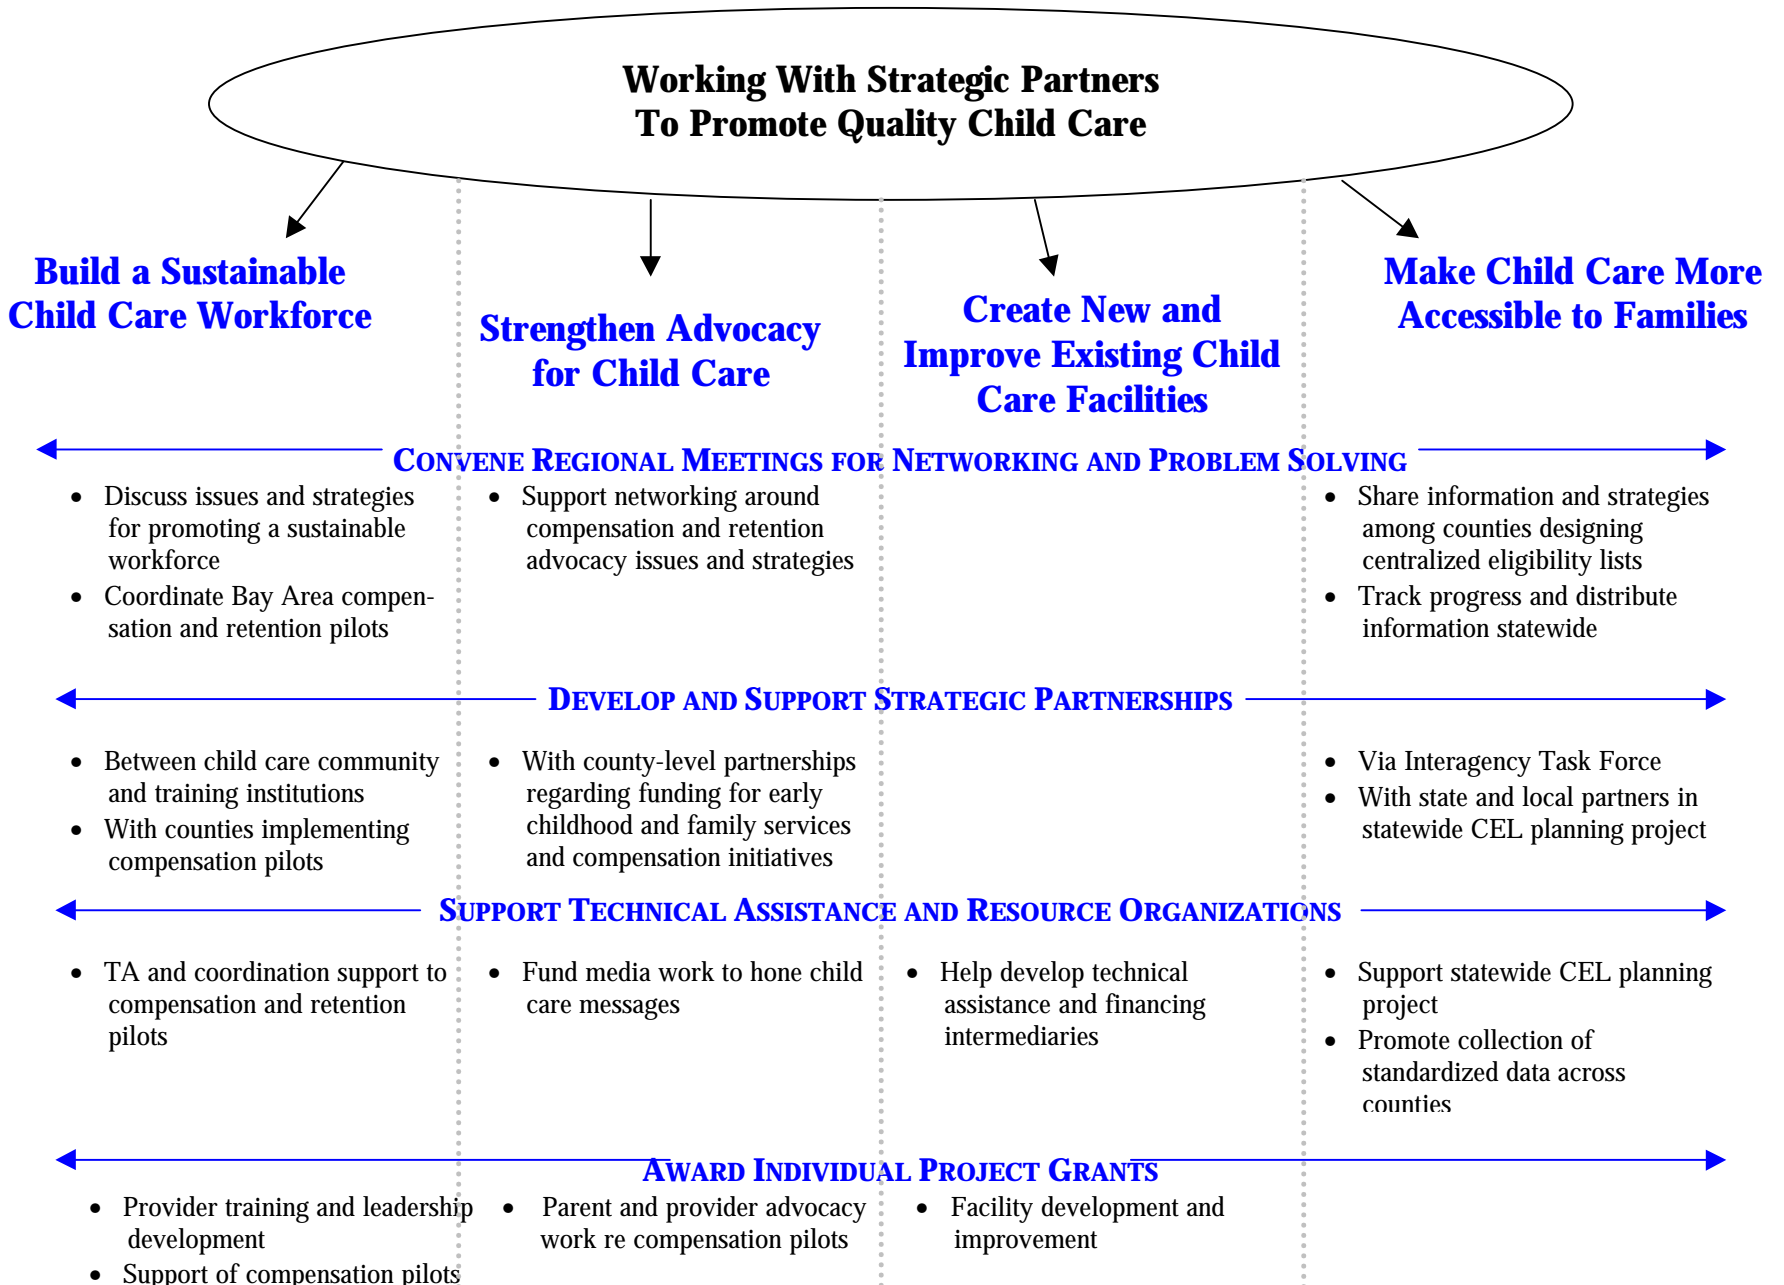 Working With Strategic Partners
To Promote Quality Child Care
Build a Sustainable
Child Care Workforce
Strengthen Advocacy
for Child Care
Create New and
Improve Existing Child
Care Facilities
Make Child Care More
Accessible to Families
CONVENE REGIONAL MEETINGS FOR NETWORKING AND PROBLEM SOLVING
• Discuss issues and strategies
for promoting a sustainable
workforce
• Coordinate Bay Area compen-
sation and retention pilots
• Support networking around
compensation and retention
advocacy issues and strategies
• Share information and strategies
among counties designing
centralized eligibility lists
• Track progress and distribute
information statewide
DEVELOP AND SUPPORT STRATEGIC PARTNERSHIPS
• Between child care community
and training institutions
• With counties implementing
compensation pilots
• With county-level partnerships
regarding funding for early
childhood and family services
and compensation initiatives
• Via Interagency Task Force
• With state and local partners in
statewide CEL planning project
SUPPORT TECHNICAL ASSISTANCE AND RESOURCE ORGANIZATIONS
• TA and coordination support to
compensation and retention
pilots
• Fund media work to hone child
care messages
• Help develop technical
assistance and financing
intermediaries
• Support statewide CEL planning
project
• Promote collection of
standardized data across
counties
AWARD INDIVIDUAL PROJECT GRANTS
• Provider training and leadership
development
• Support of compensation pilots
• Parent and provider advocacy
work re compensation pilots
• Facility development and
improvement